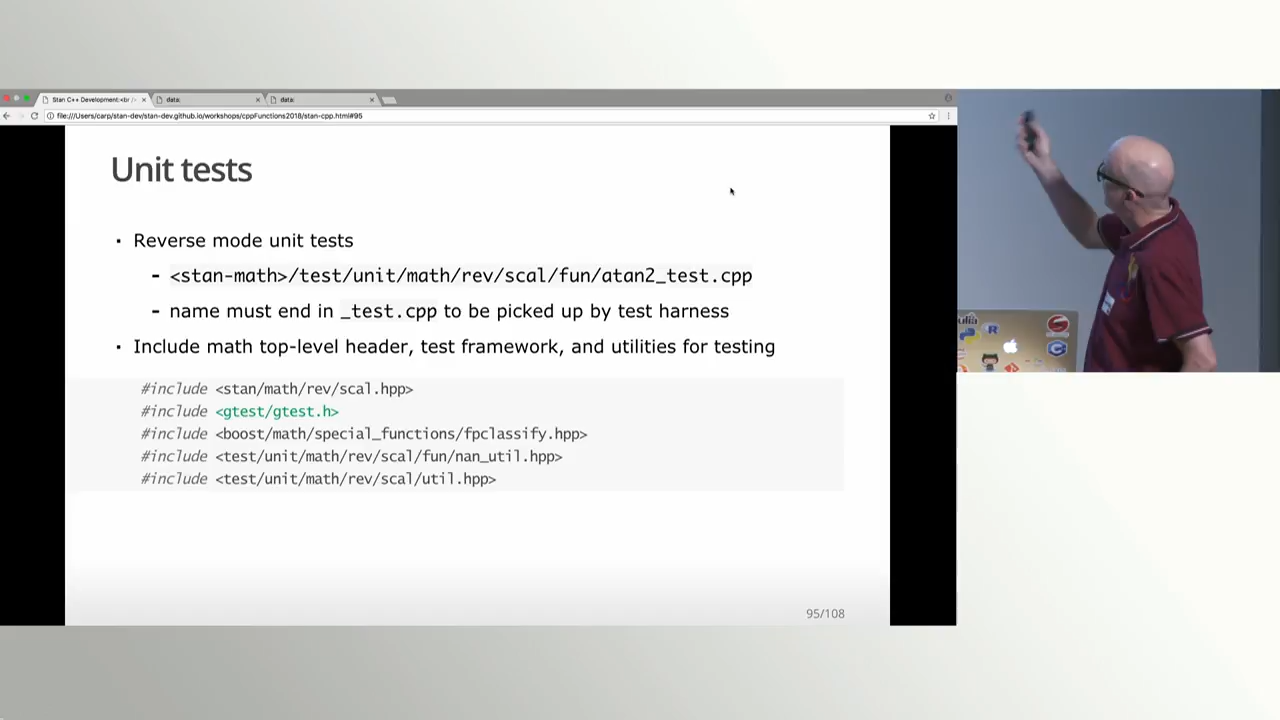 Stan C++ Development:<br />
data:
data:
file:///Users/carp/stan-dev/stan-dev.github.io/workshops/cppFunctions2018/stan-cpp.html#95
Unit tests
· Reverse mode unit tests
- <stan-math>/test/unit/math/rev/scal/fun/atan2_test.cpp
- name must end in _test.cpp to be picked up by test harness
· Include math top-level header, test framework, and utilities for testing
#include <stan/math/rev/scal.hpp>
#include <gtest/gtest.h>
#include <boost/math/special_functions/fpclassify.hpp>
#include <test/unit/math/rev/scal/fun/nan_util.hpp>
#include <test/unit/math/rev/scal/util.hpp>
95/108
ulia
R
C
git